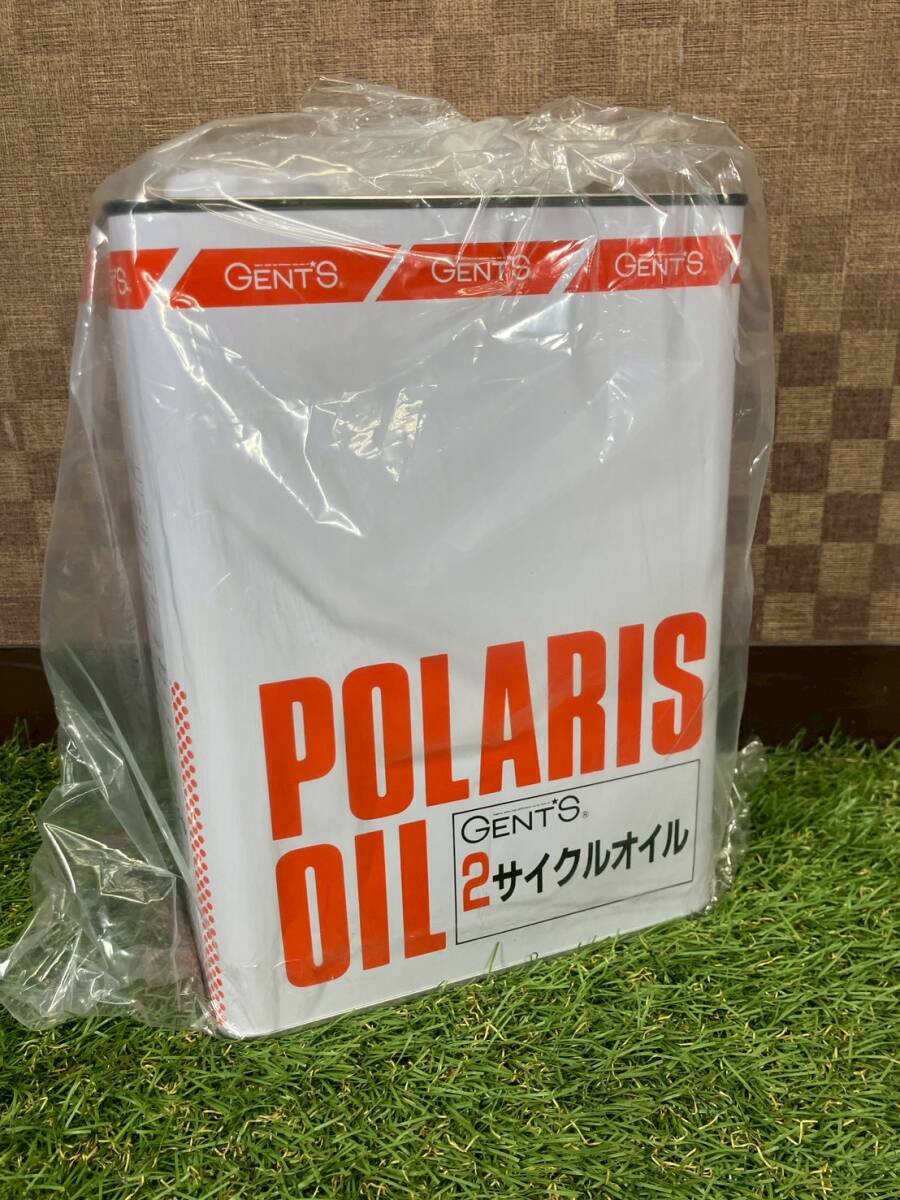 S. GENT'S GENT'S GENT'S
POLARIS
OIL
GENT'S®
2サイクルオイル